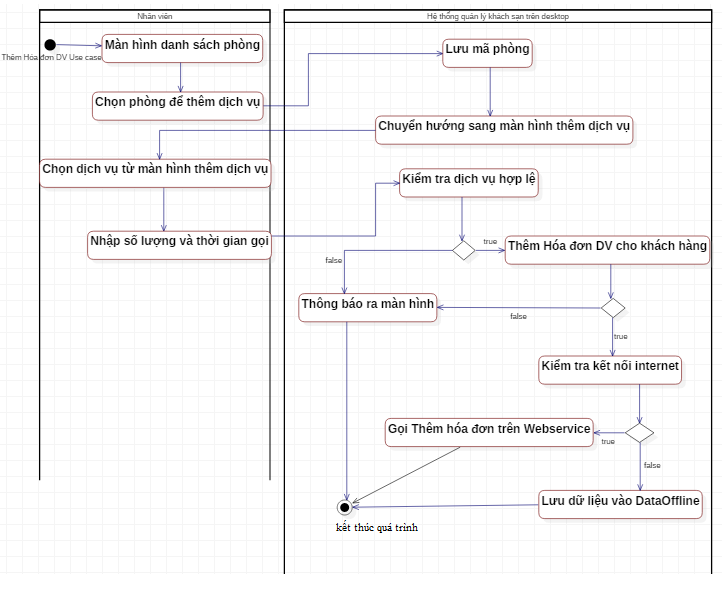 Nhân viên
Hệ thống quản lý khách sạn trên desktop
Màn hình danh sách phòng
Thêm Hóa đơn DV Use case
Lưu mã phòng
Chọn phòng để thêm dịch vụ
Chuyển hướng sang màn hình thêm dịch vụ
Chọn dịch vụ từ màn hình thêm dịch vụ
Kiểm tra dịch vụ hợp lệ
Nhập số lượng và thời gian gọi
true
Thêm Hóa đơn DV cho khách hàng
false
Thông báo ra màn hình
false
true
Kiểm tra kết nối internet
Gọi Thêm hóa đơn trên Webservice
true
false
Lưu dữ liệu vào DataOffline
kết thúc quá trình